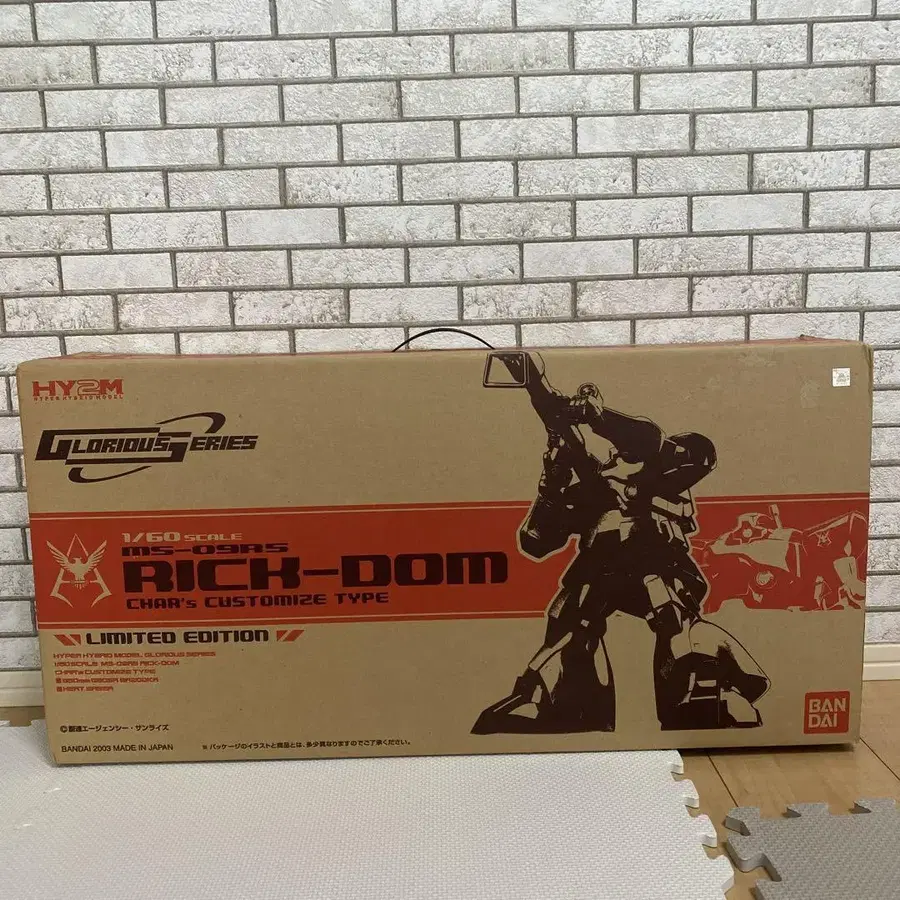 HY2M
HYPER HYBRID MODEL
GLORIOUS SERIES
1/60 SCALE
MS-09RS
RICK-DOM
CHAR's CUSTOMIZE TYPE
LIMITED EDITION
HYPER HYBRID MODEL GLORIOUS SERIES
1/60 SCALE MS-09RS RICK-DOM
CHAR's CUSTOMIZE TYPE
■HEAT SABER
©創通エージェンシー・サンライズ
BANDAI 2003 MADE IN JAPAN
※パッケージのイラストと商品とは、多少異なりますのでご了承ください。
BAN
DAI